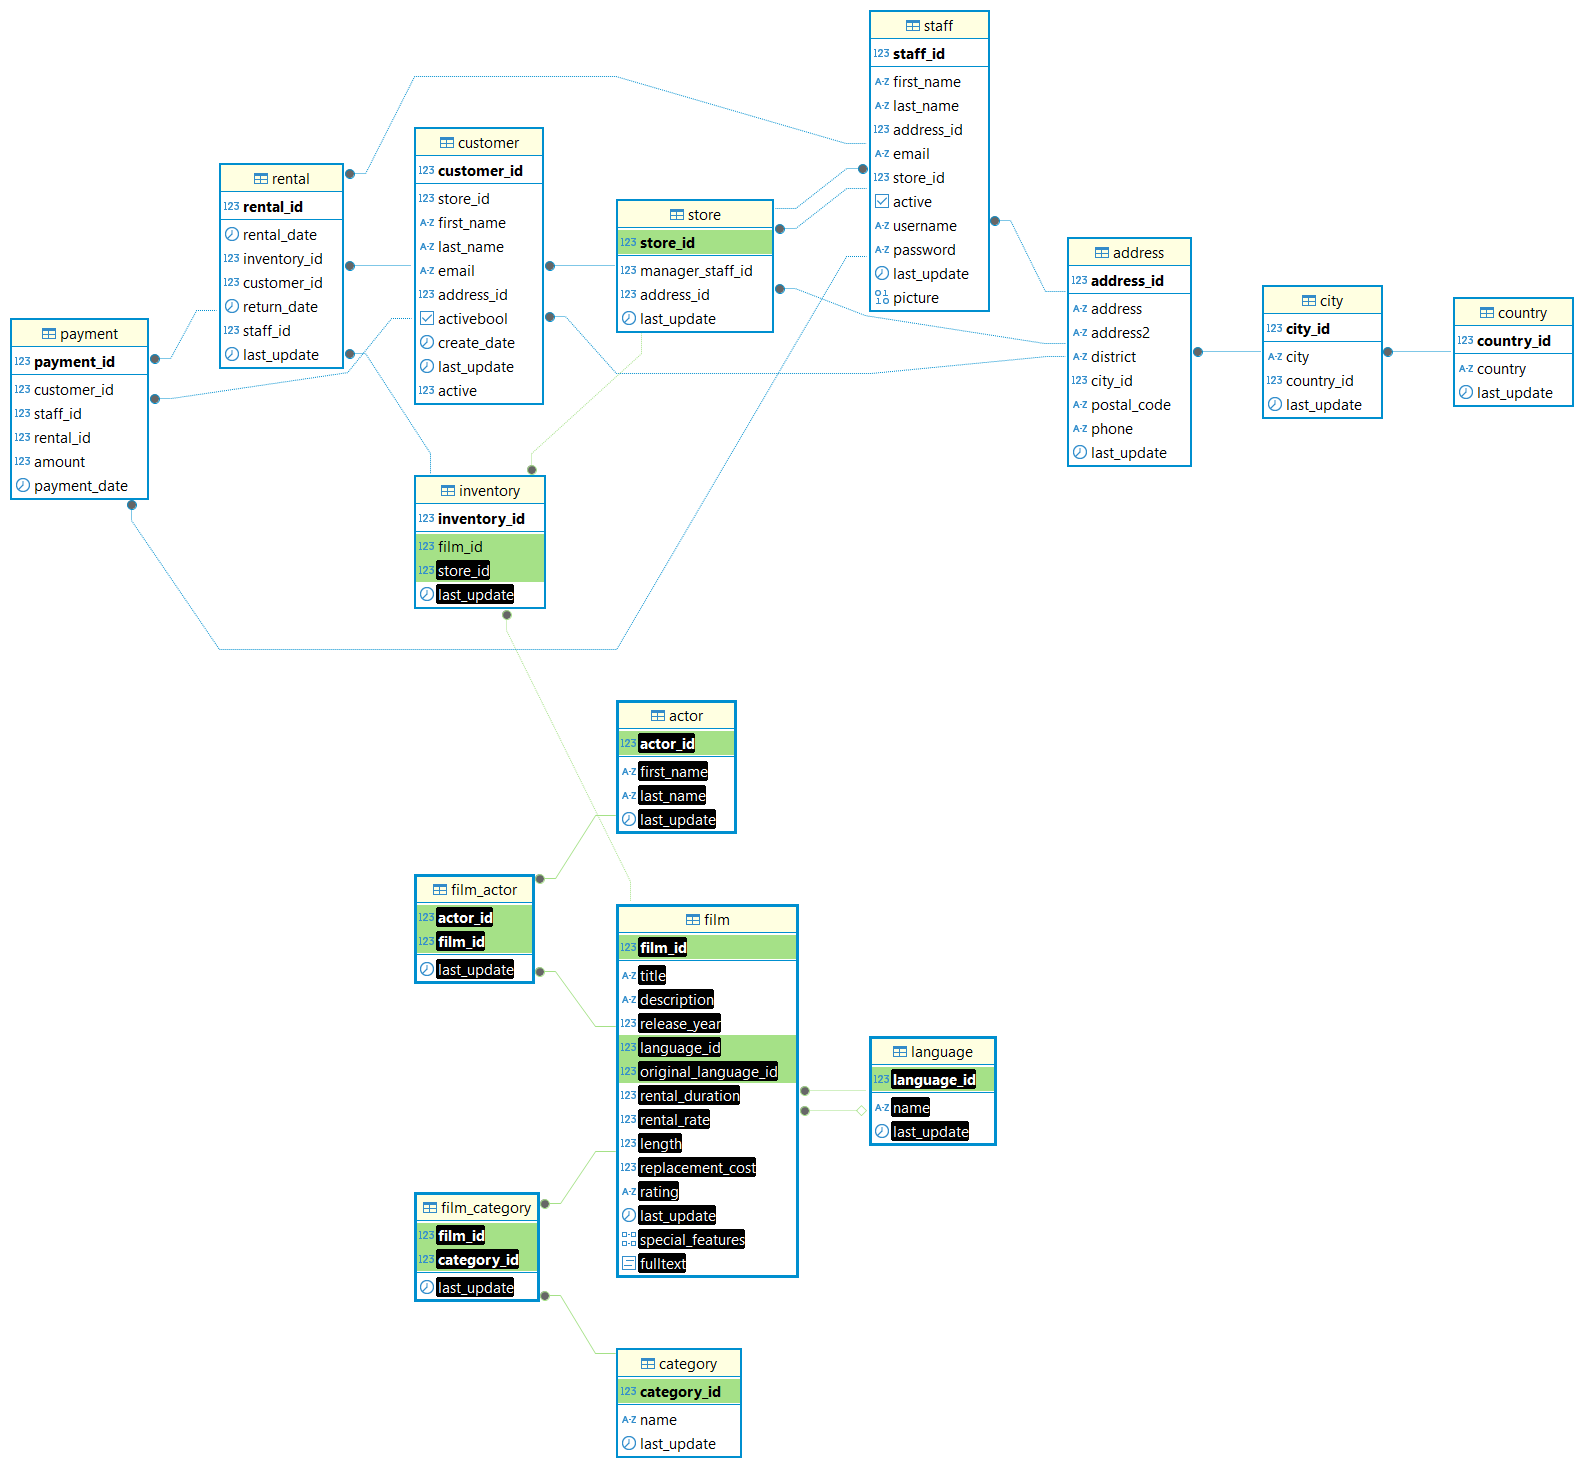 staff
staff_id
first_name
last_name
address_id
email
store_id
active
username
password
last_update
picture
customer
customer_id
store_id
first_name
last_name
email
address_id
activebool
create_date
last_update
active
rental
rental_id
rental_date
inventory_id
customer_id
return_date
staff_id
last_update
store
store_id
manager_staff_id
address_id
last_update
address
address_id
address
address2
district
city_id
postal_code
phone
last_update
city
city_id
city
country_id
last_update
country
country_id
country
last_update
payment
payment_id
customer_id
staff_id
rental_id
amount
payment_date
inventory
inventory_id
film_id
store_id
last_update
actor
actor_id
first_name
last_name
last_update
film_actor
actor_id
film_id
last_update
film
film_id
title
description
release_year
language_id
original_language_id
rental_duration
rental_rate
length
replacement_cost
rating
last_update
special_features
fulltext
language
language_id
name
last_update
film_category
film_id
category_id
last_update
category
category_id
name
last_update